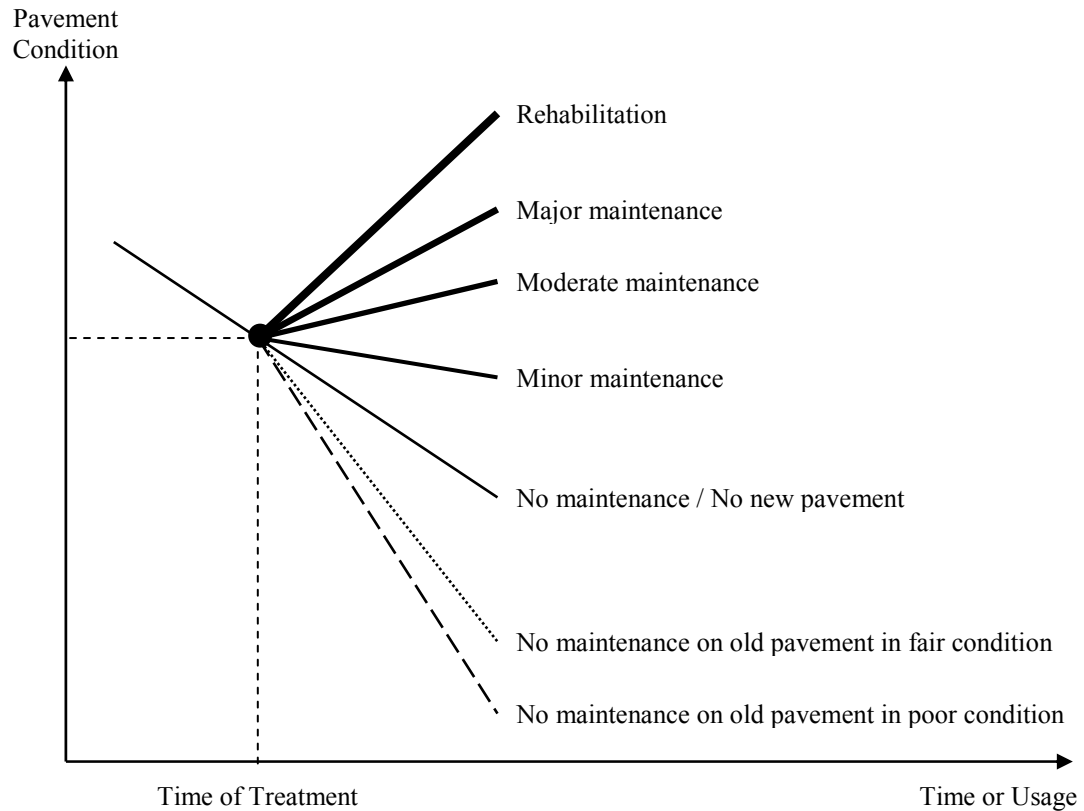 Pavement
Condition
Rehabilitation
Major maintenance
Moderate maintenance
Minor maintenance
No maintenance / No new pavement
No maintenance on old pavement in fair condition
No maintenance on old pavement in poor condition
Time of Treatment
Time or Usage